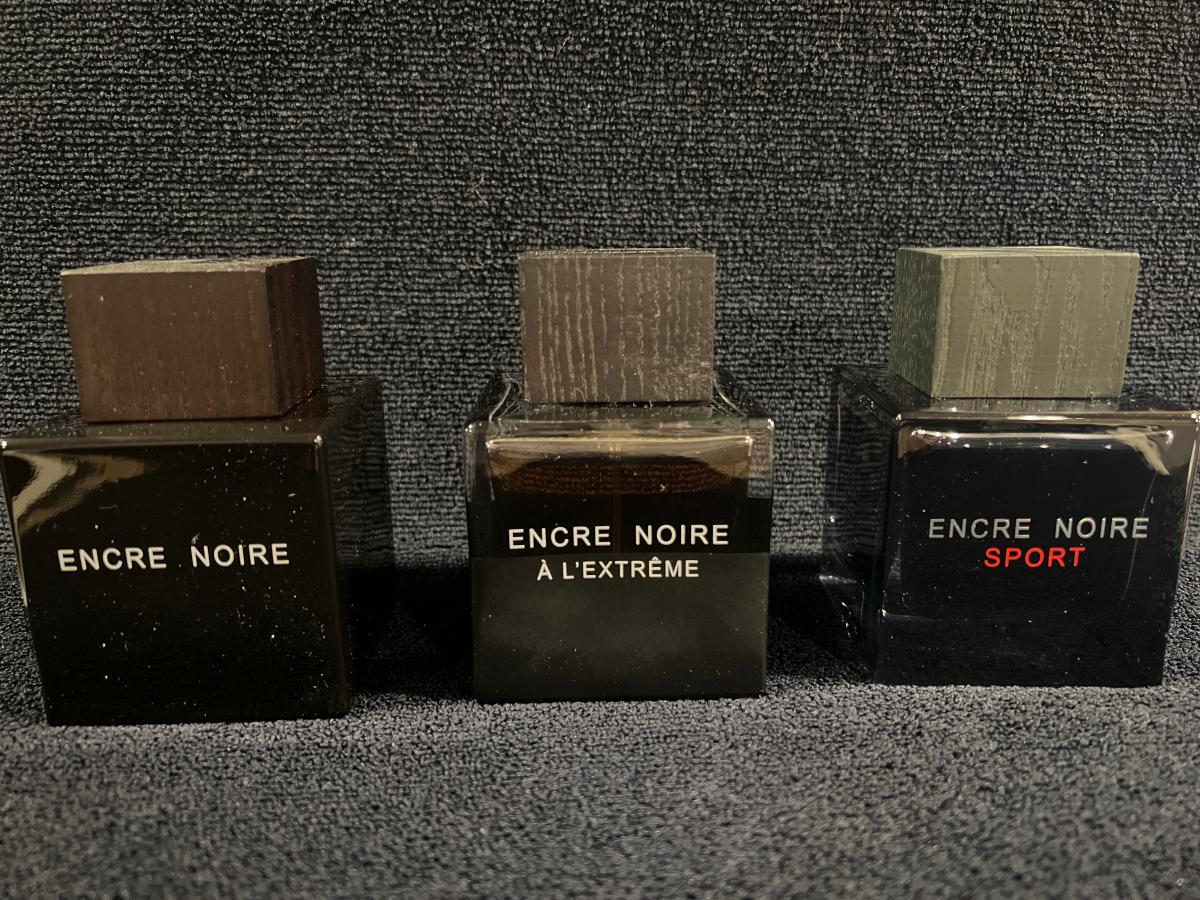 ENCRE NOIRE
ENCRE NOIRE
À L'EXTRÊME
ENCRE NOIRE
SPORT